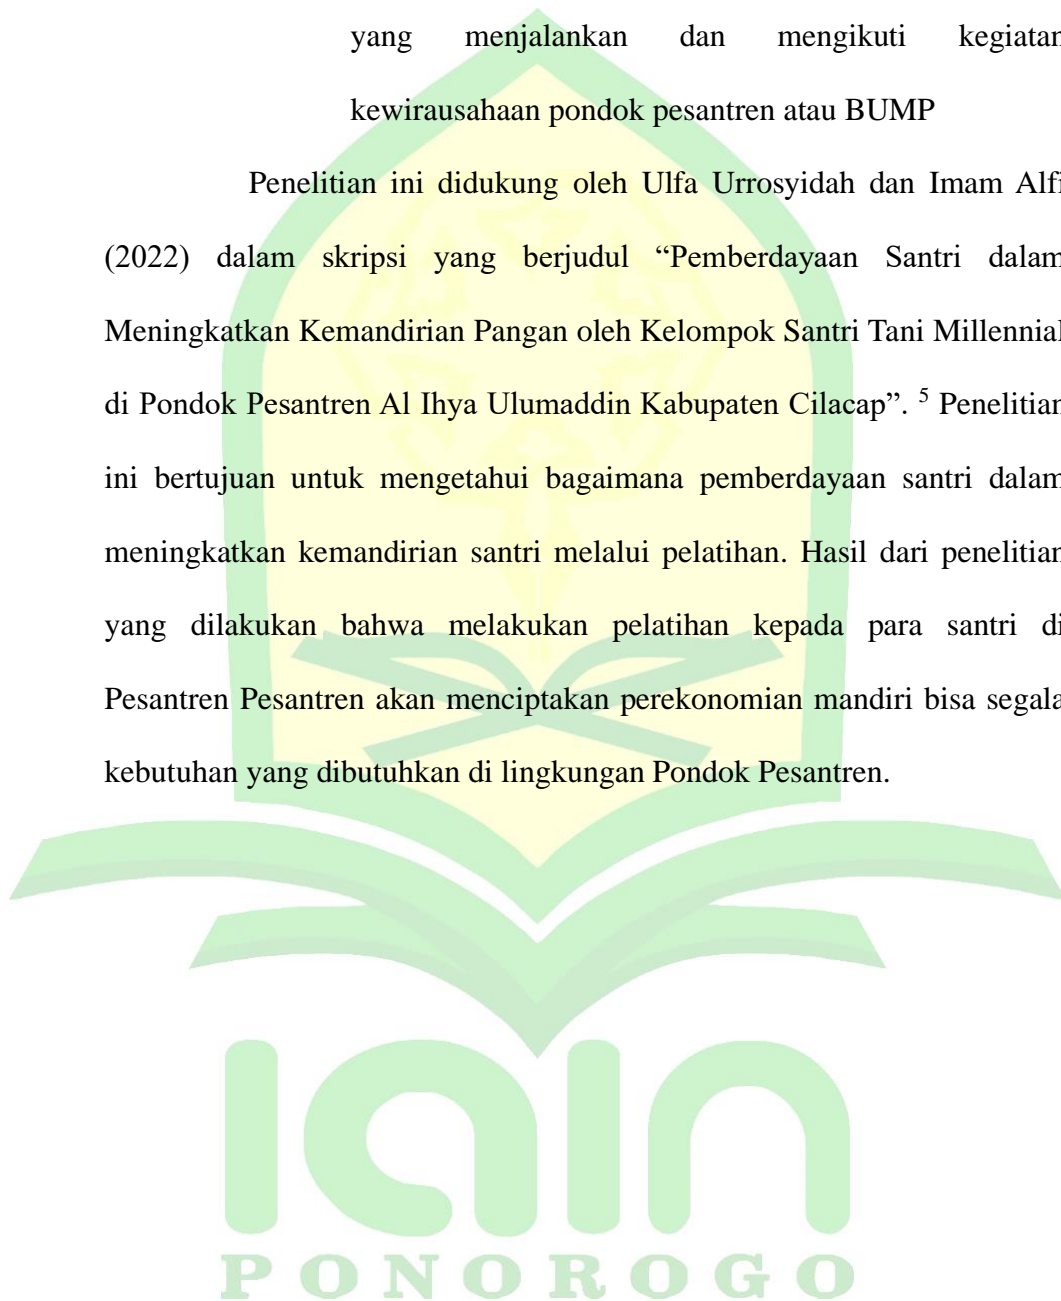 yang menjalankan dan mengikuti kegiatan
kewirausahaan pondok pesantren atau BUMP
Penelitian ini didukung oleh Ulfa Urrosyidah dan Imam Alfi
(2022) dalam skripsi yang berjudul “Pemberdayaan Santri dalam
Meningkatkan Kemandirian Pangan oleh Kelompok Santri Tani Millennial
di Pondok Pesantren Al Ihya Ulumaddin Kabupaten Cilacap”. ⁵ Penelitian
ini bertujuan untuk mengetahui bagaimana pemberdayaan santri dalam
meningkatkan kemandirian santri melalui pelatihan. Hasil dari penelitian
yang dilakukan bahwa melakukan pelatihan kepada para santri di
Pesantren Pesantren akan menciptakan perekonomian mandiri bisa segala
kebutuhan yang dibutuhkan di lingkungan Pondok Pesantren.
iain
PONOROGO